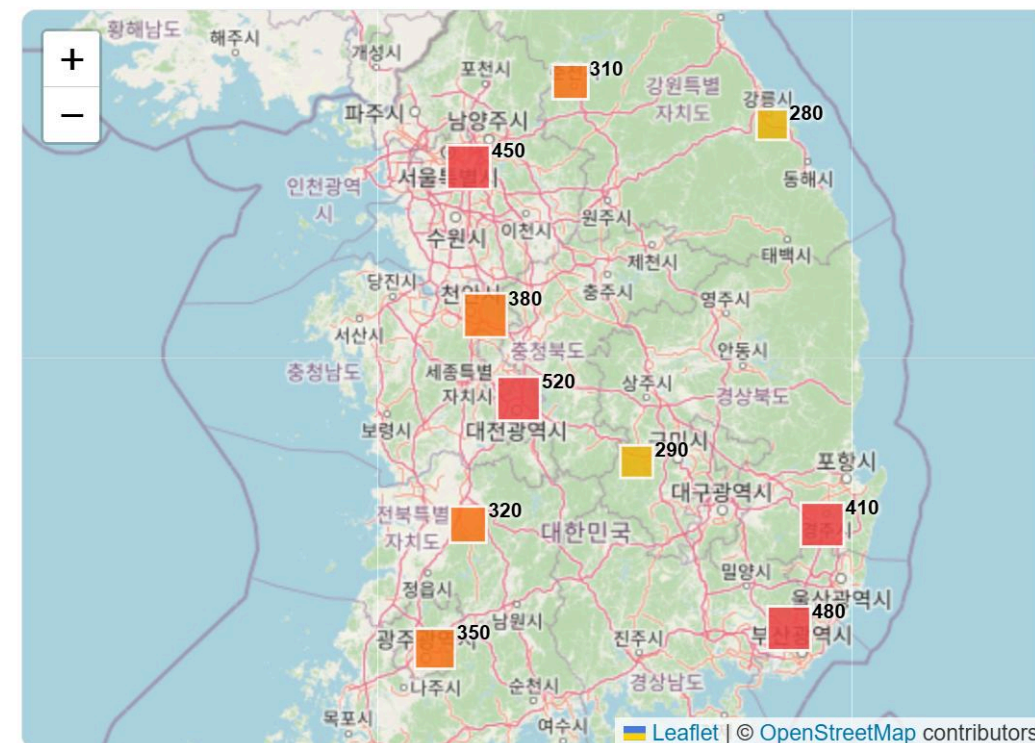 황해남도
해주시
개성시
포천시
310
강원특별
자치도
강릉시
280
파주시
남양주시
450
서울특별시
인천광역
시
동해시
수원시
이천시
원주시
태백시
제천시
당진시
천안시
380
충주시
영주시
서산시
충청남도
세종특별
자치시
충청북도
520
상주시
안동시
경상북도
보령시
대전광역시
290
구미시
포항시
대구광역시
410
경주시
320
전북특별
자치도
대한민국
정읍시
밀양시
울산광역시
480
부산광역시
남원시
350
광주광역시
진주시
나주시
순천시
경상남도
목포시
여수시
+
−
Leaflet | © OpenStreetMap contributors